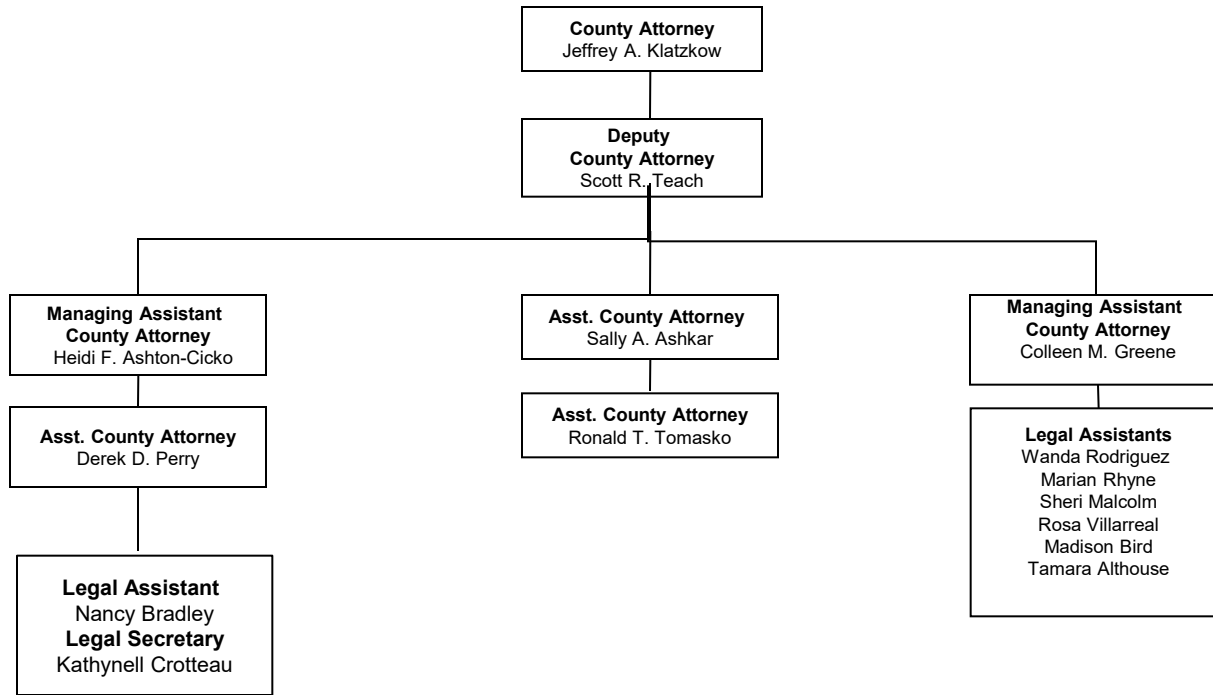 County Attorney
Jeffrey A. Klatzkow
Deputy
County Attorney
Scott R. Teach
Managing Assistant
County Attorney
Heidi F. Ashton-Cicko
Asst. County Attorney
Sally A. Ashkar
Managing Assistant
County Attorney
Colleen M. Greene
Asst. County Attorney
Derek D. Perry
Asst. County Attorney
Ronald T. Tomasko
Legal Assistants
Wanda Rodriguez
Marian Rhyne
Sheri Malcolm
Rosa Villarreal
Madison Bird
Tamara Althouse
Legal Assistant
Nancy Bradley
Legal Secretary
Kathynell Crotteau